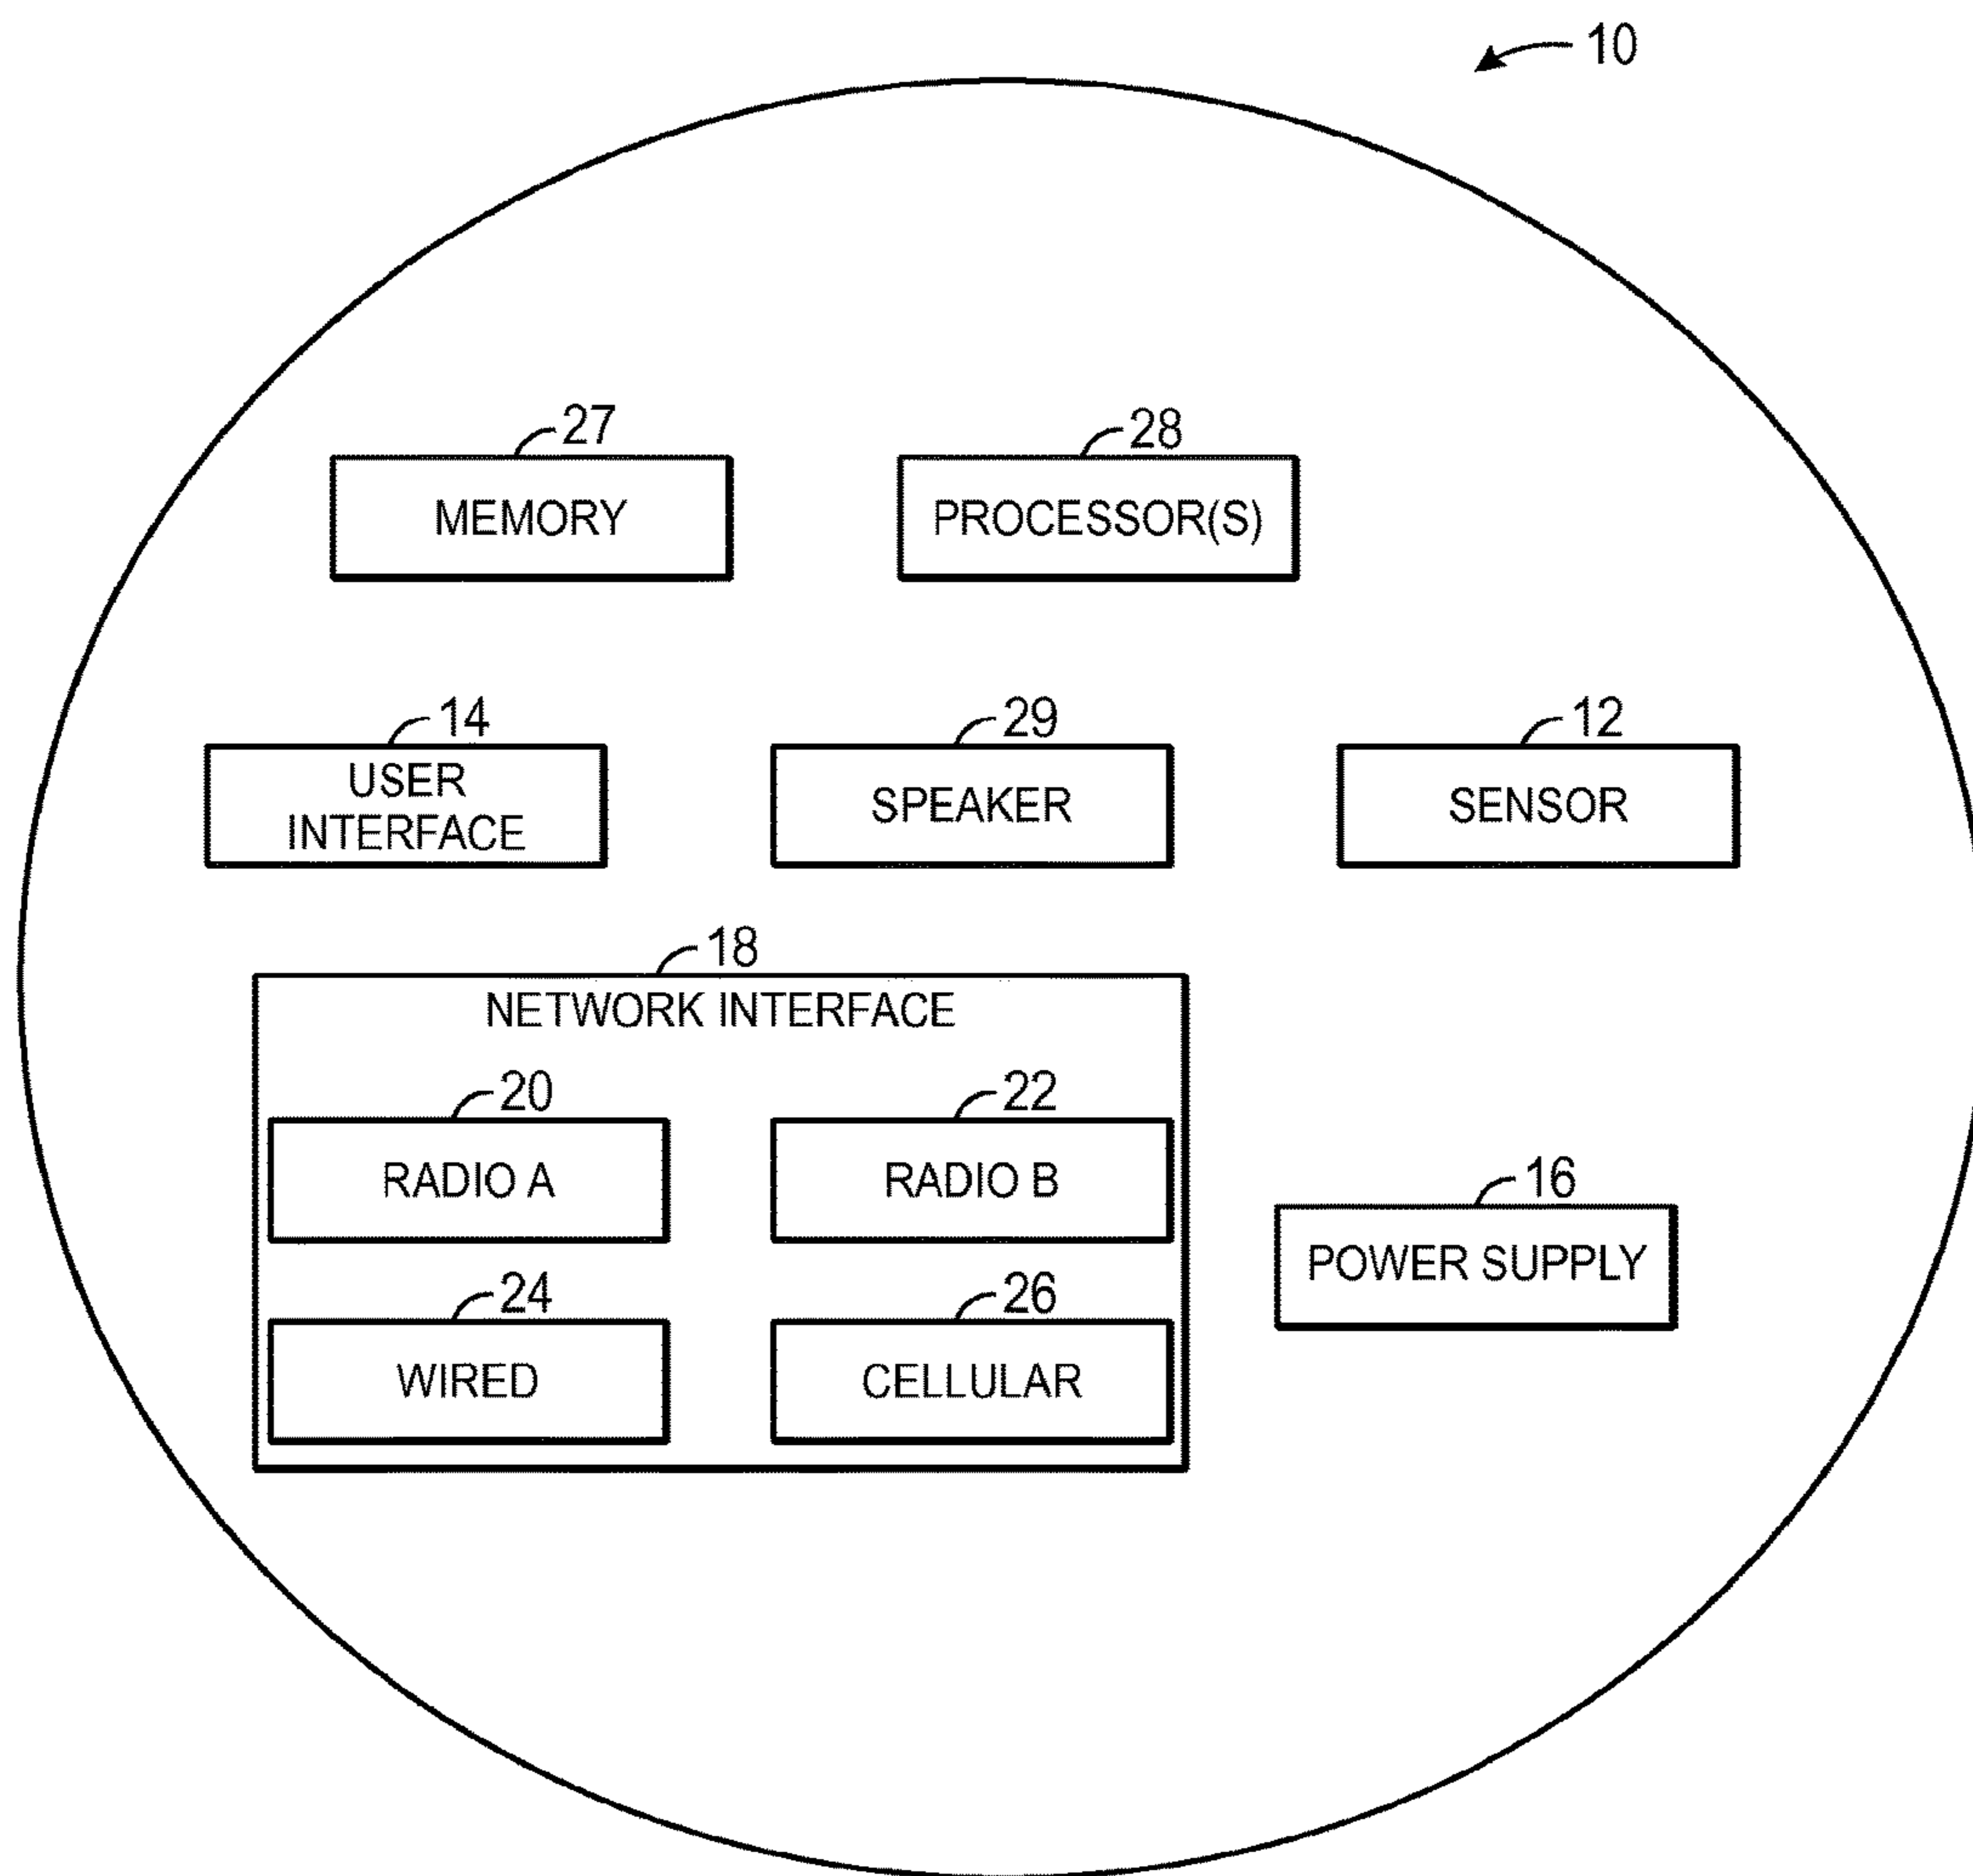 10
27
28
MEMORY
PROCESSOR(S)
14
29
12
USER
INTERFACE
SPEAKER
SENSOR
18
NETWORK INTERFACE
20
22
RADIO A
RADIO B
16
POWER SUPPLY
24
26
WIRED
CELLULAR